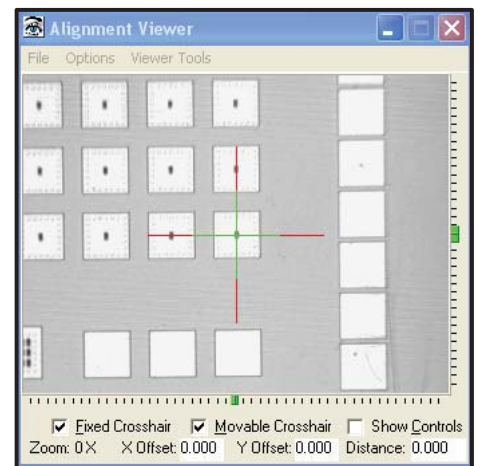 Alignment Viewer
File Options Viewer Tools
Fixed Crosshair Movable Crosshair Show Controls
Zoom: 0X X Offset: 0.000 Y Offset: 0.000 Distance: 0.000